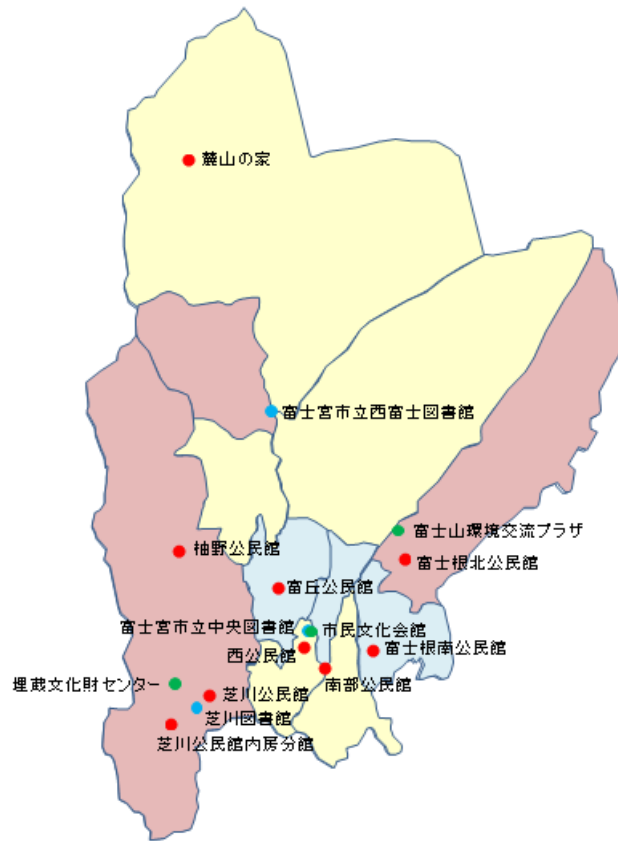 麓山の家
富士宮市立西富士図書館
富士山環境交流プラザ
柚野公民館
富士根北公民館
富丘公民館
富士宮市立中央図書館
市民文化会館
西公民館
富士根南公民館
南部公民館
埋蔵文化財センター
芝川公民館
芝川図書館
芝川公民館内房分館